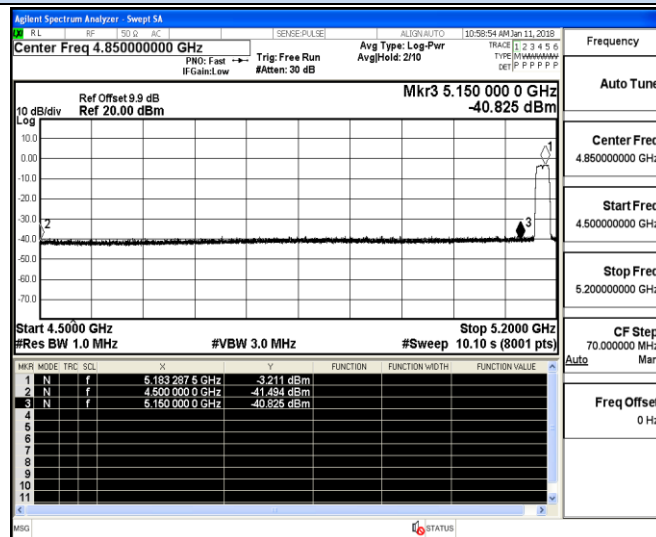 Agilent Spectrum Analyzer - Swept SA
RL RF 50 Ω AC SENSE:PULSE ALIGN AUTO 10:58:54 AM Jan 11, 2018
Center Freq 4.850000000 GHz
PNO: Fast
IFGain:Low
Trig: Free Run
#Atten: 30 dB
Avg Type: Log-Pwr
Avg|Hold: 2/10
TRACE 1 2 3 4 5 6
TYPE M W W W W W
DET P P P P P P
Frequency
Auto Tune
Center Freq
4.850000000 GHz
Start Freq
4.500000000 GHz
Stop Freq
5.200000000 GHz
CF Step
70.000000 MHz
Auto Man
Freq Offset
0 Hz
Ref Offset 9.9 dB
10 dB/div Ref 20.00 dBm
Log
Mkr3 5.150 000 0 GHz
-40.825 dBm
10.0
0.00
-10.0
-20.0
-30.0
-40.0
-50.0
-60.0
-70.0
1
2
3
Start 4.5000 GHz Stop 5.2000 GHz
#Res BW 1.0 MHz #VBW 3.0 MHz #Sweep 10.10 s (8001 pts)
MKR MODE TRC SCL X Y FUNCTION FUNCTION WIDTH FUNCTION VALUE
1 N f 5.183 287 5 GHz -3.211 dBm
2 N f 4.500 000 0 GHz -41.494 dBm
3 N f 5.150 000 0 GHz -40.825 dBm
4
5
6
7
8
9
10
11
MSG STATUS